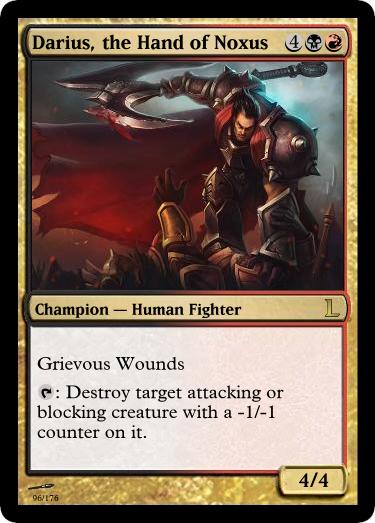 Darius, the Hand of Noxus 4
Champion — Human Fighter L
Grievous Wounds
: Destroy target attacking or
blocking creature with a -1/-1
counter on it.
4/4
96/176